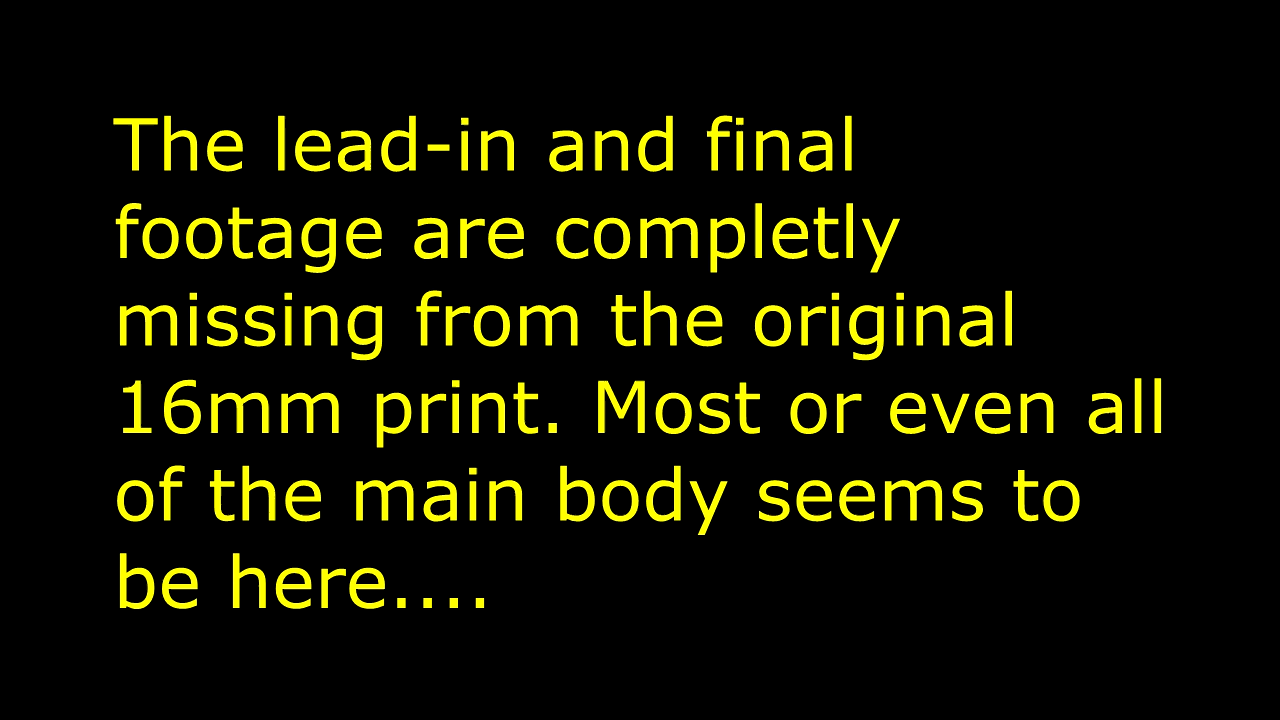 The lead-in and final
footage are completly
missing from the original
16mm print. Most or even all
of the main body seems to
be here....